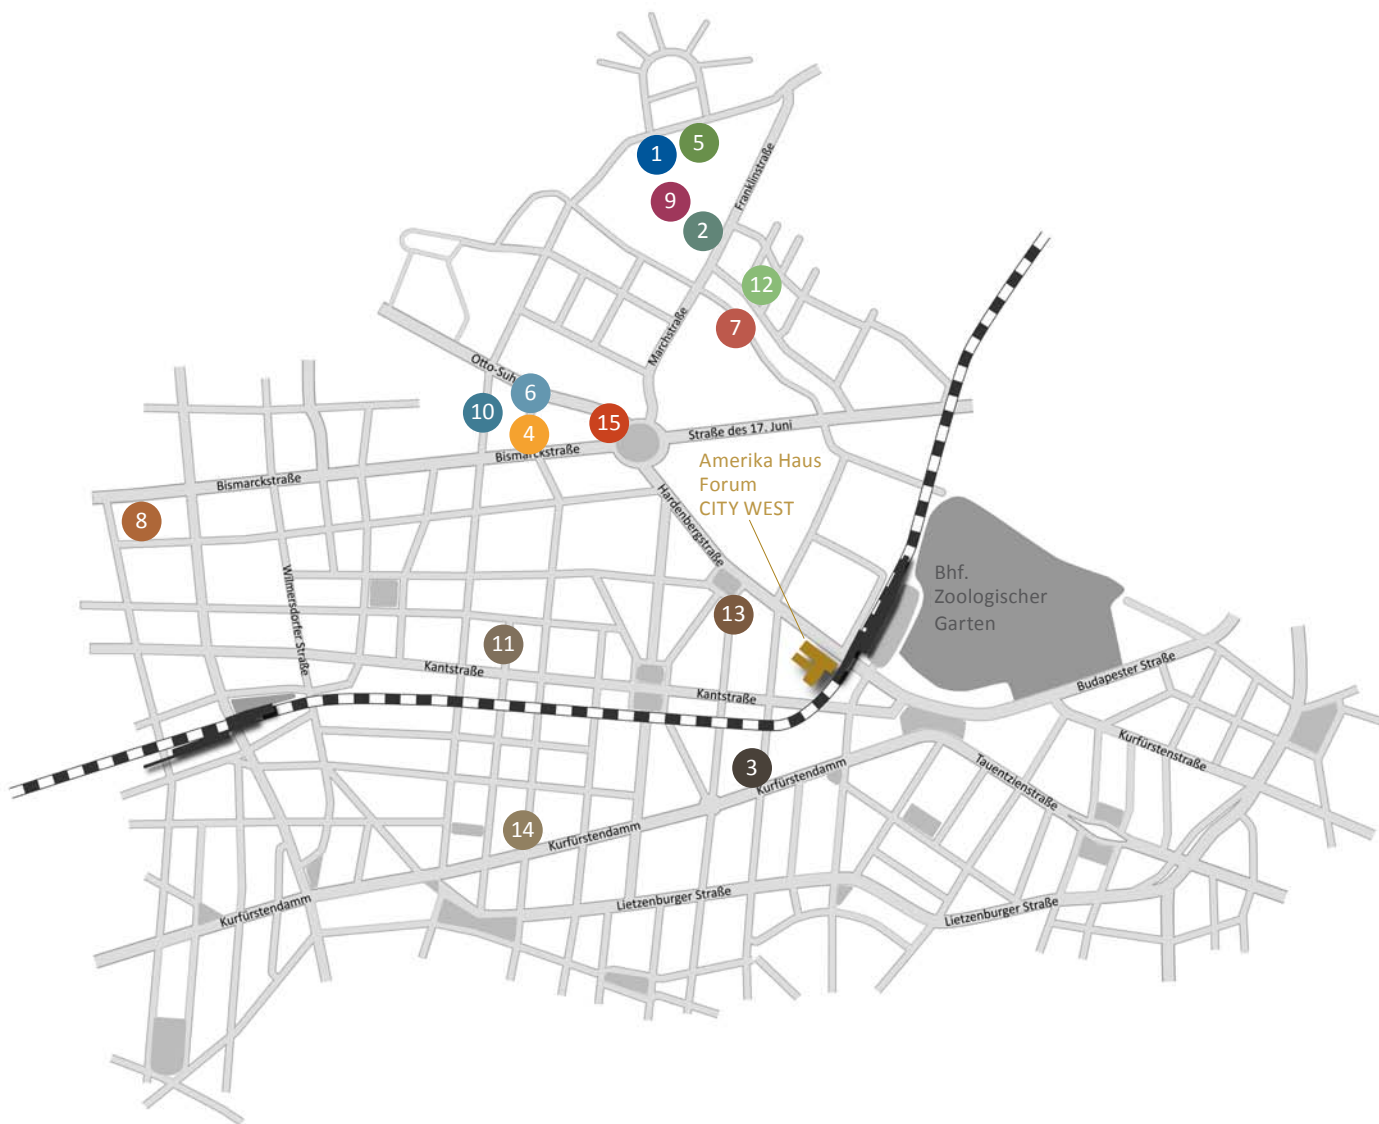 1
5
Franklinstraße
9
2
12
7
Marchstraße
Otto-Suh
6
10
15
4
Straße des 17. Juni
Bismarckstraße
Bismarckstraße
Amerika Haus
Forum
CITY WEST
8
Hardenbergstraße
Wilmersdorfer Straße
Bhf.
Zoologischer
Garten
13
11
Kantstraße
Kantstraße
Budapester Straße
Kurfürstenstraße
3
Kurfürstendamm
Tauentzienstraße
14
Kurfürstendamm
Lietzenburger Straße
Kurfürstendamm
Lietzenburger Straße